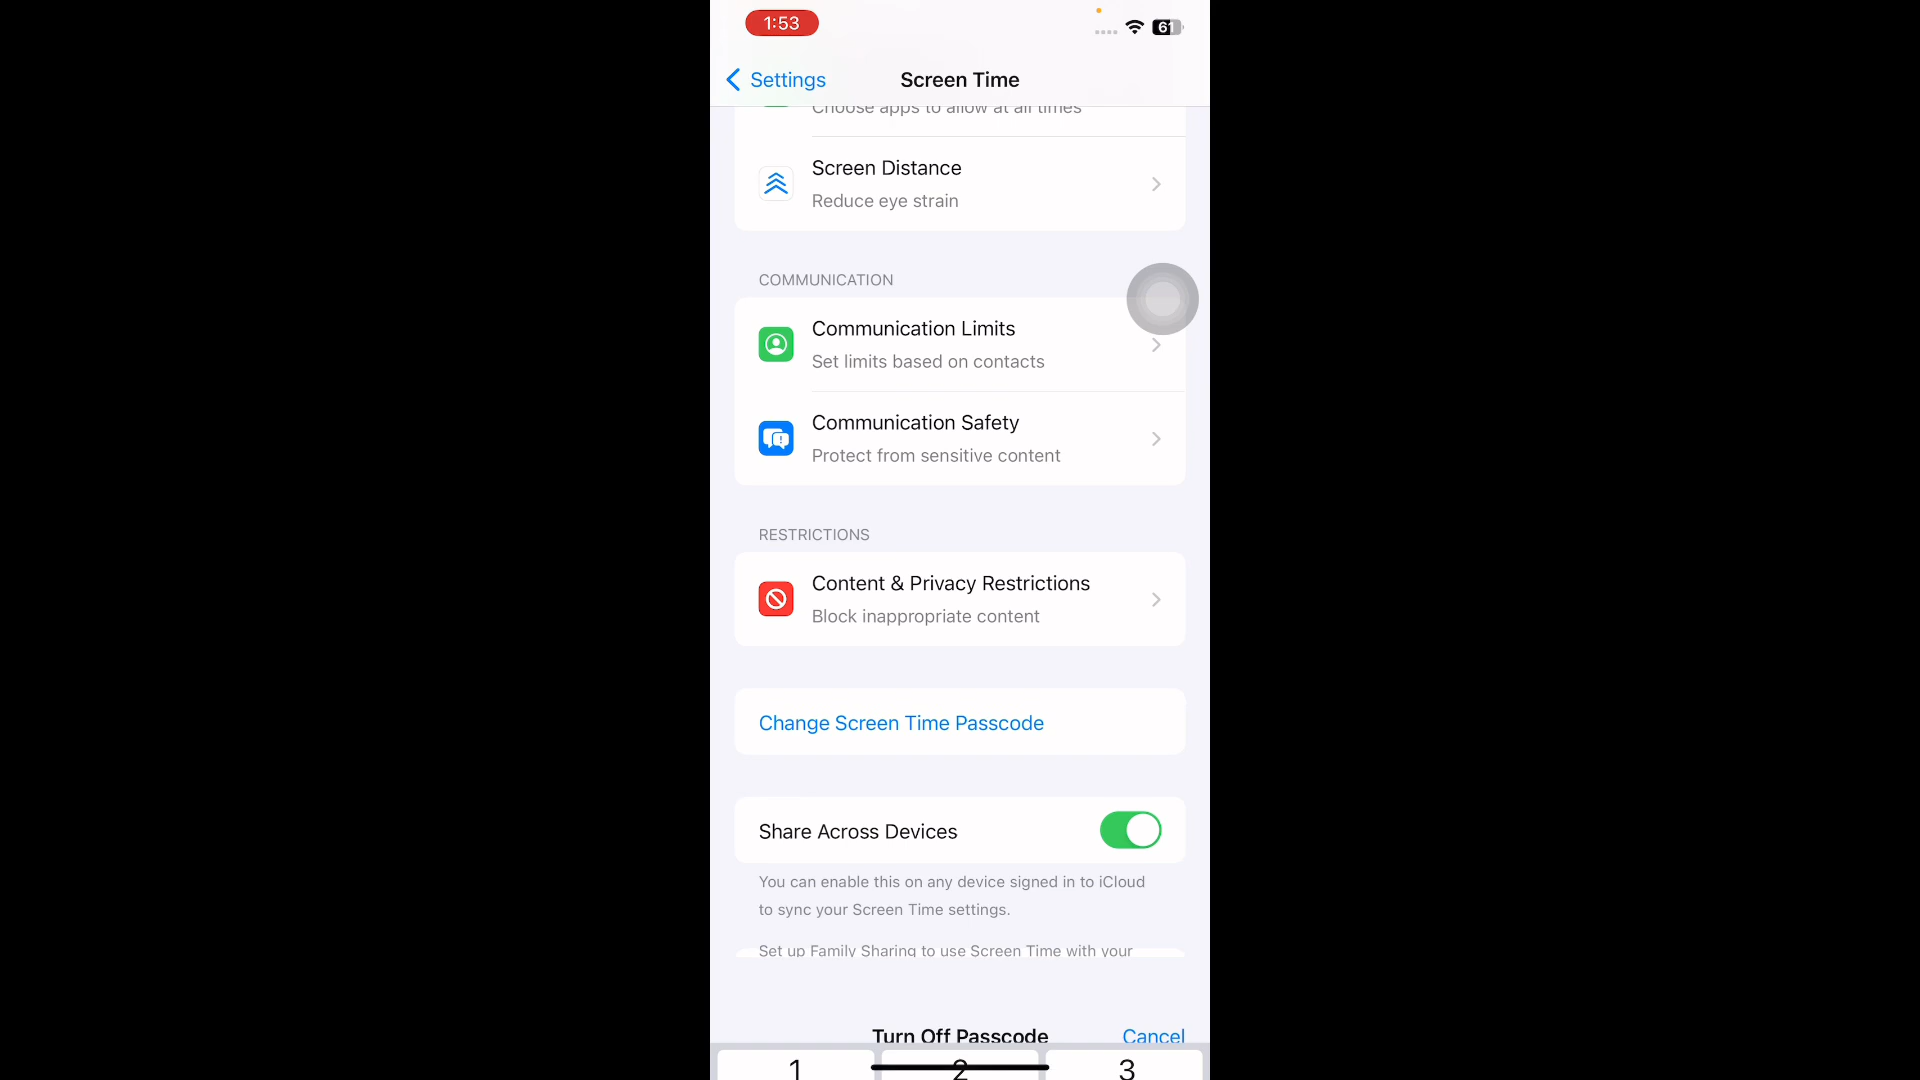 1:53
61
Settings
Screen Time
Choose apps to allow at all times
Screen Distance
Reduce eye strain
COMMUNICATION
Communication Limits
Set limits based on contacts
Communication Safety
Protect from sensitive content
RESTRICTIONS
Content & Privacy Restrictions
Block inappropriate content
Change Screen Time Passcode
Share Across Devices
You can enable this on any device signed in to iCloud
to sync your Screen Time settings.
Set up Family Sharing to use Screen Time with your
Turn Off Passcode
Cancel
1 2 3